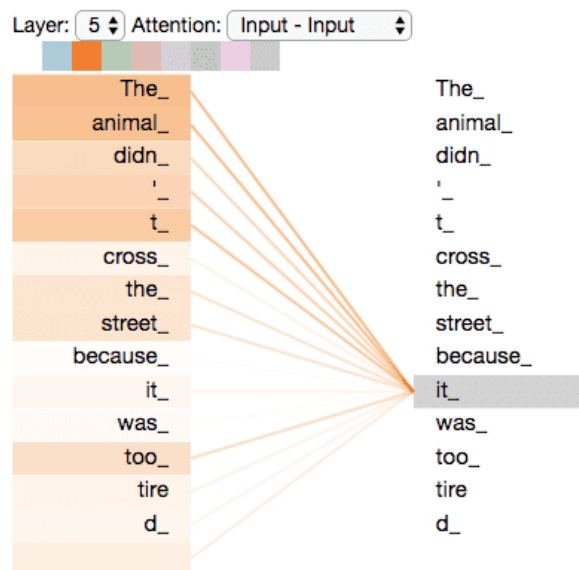 Layer: 5 Attention: Input - Input
The_ The_
animal_ animal_
didn_ didn_
'_ '_
t_ t_
cross_ cross_
the_ the_
street_ street_
because_ because_
it_ it_
was_ was_
too_ too_
tire tire
d_ d_